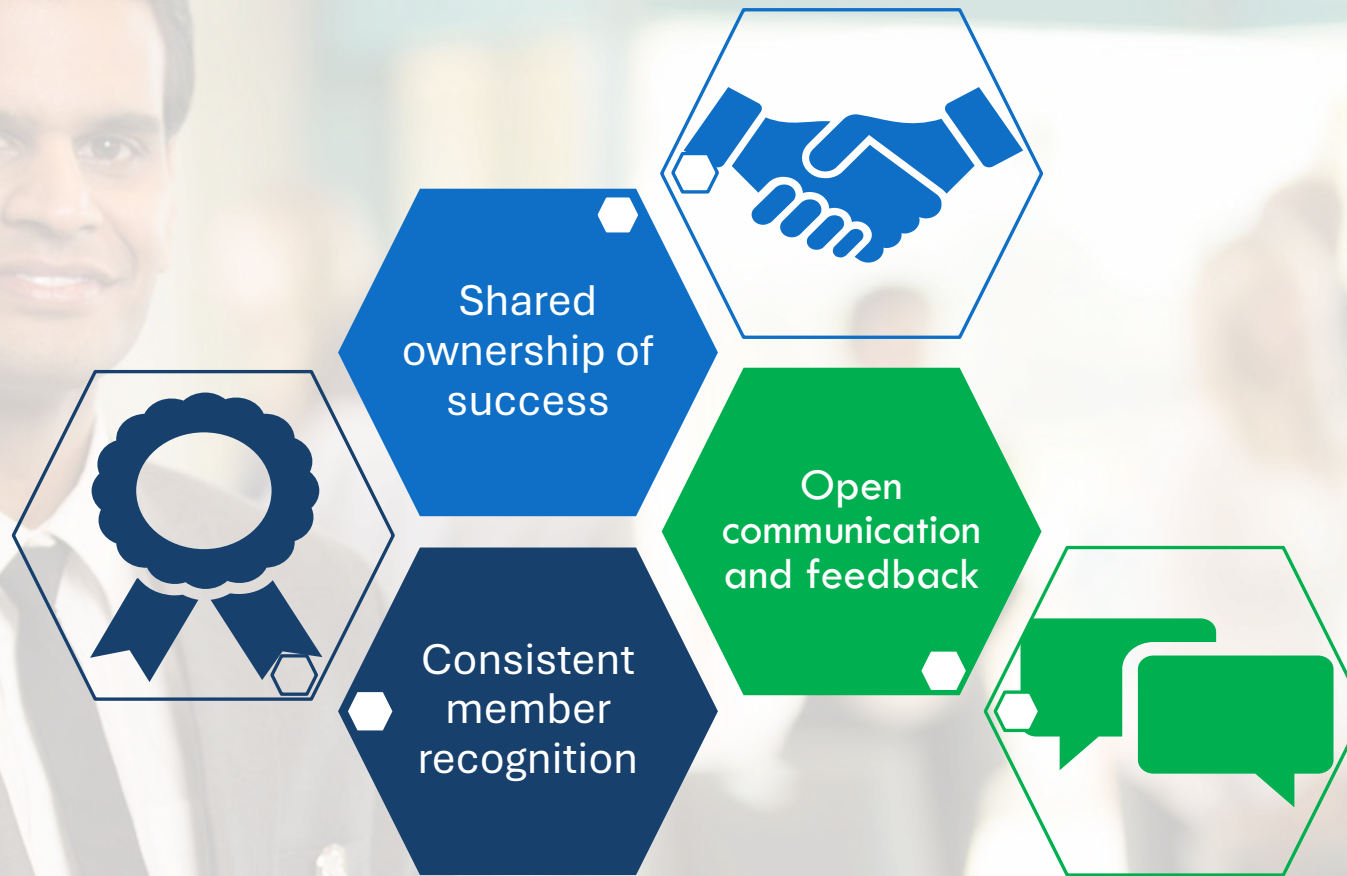 Shared
ownership of
success
Open
communication
and feedback
Consistent
member
recognition